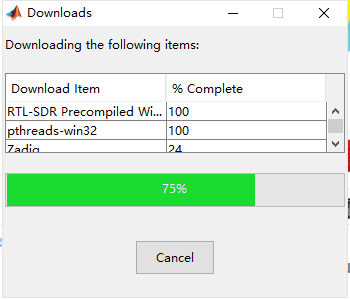 Downloads
Downloading the following items:
Download Item % Complete
RTL-SDR Precompiled Wi... 100
pthreads-win32 100
Zadig 24
75%
Cancel